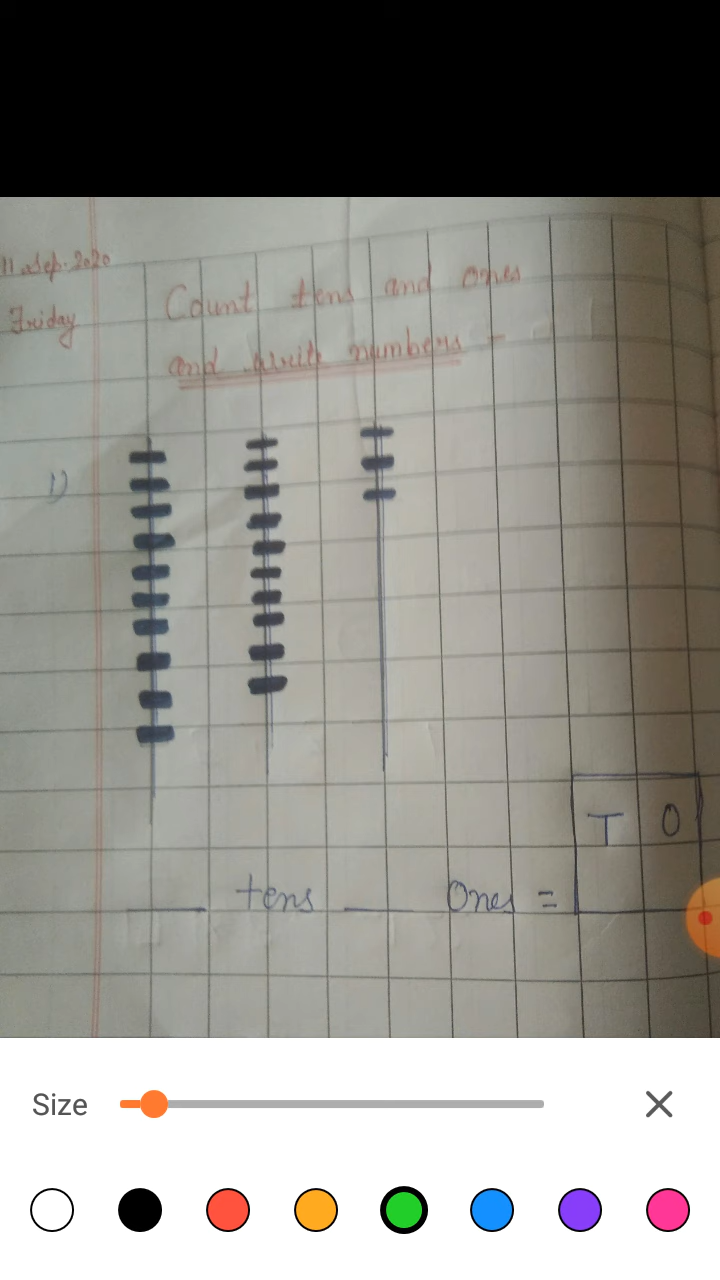 11 Sep. 2020
Friday
Count tens and ones
and write numbers -
1)
T O
tens Ones =
Size